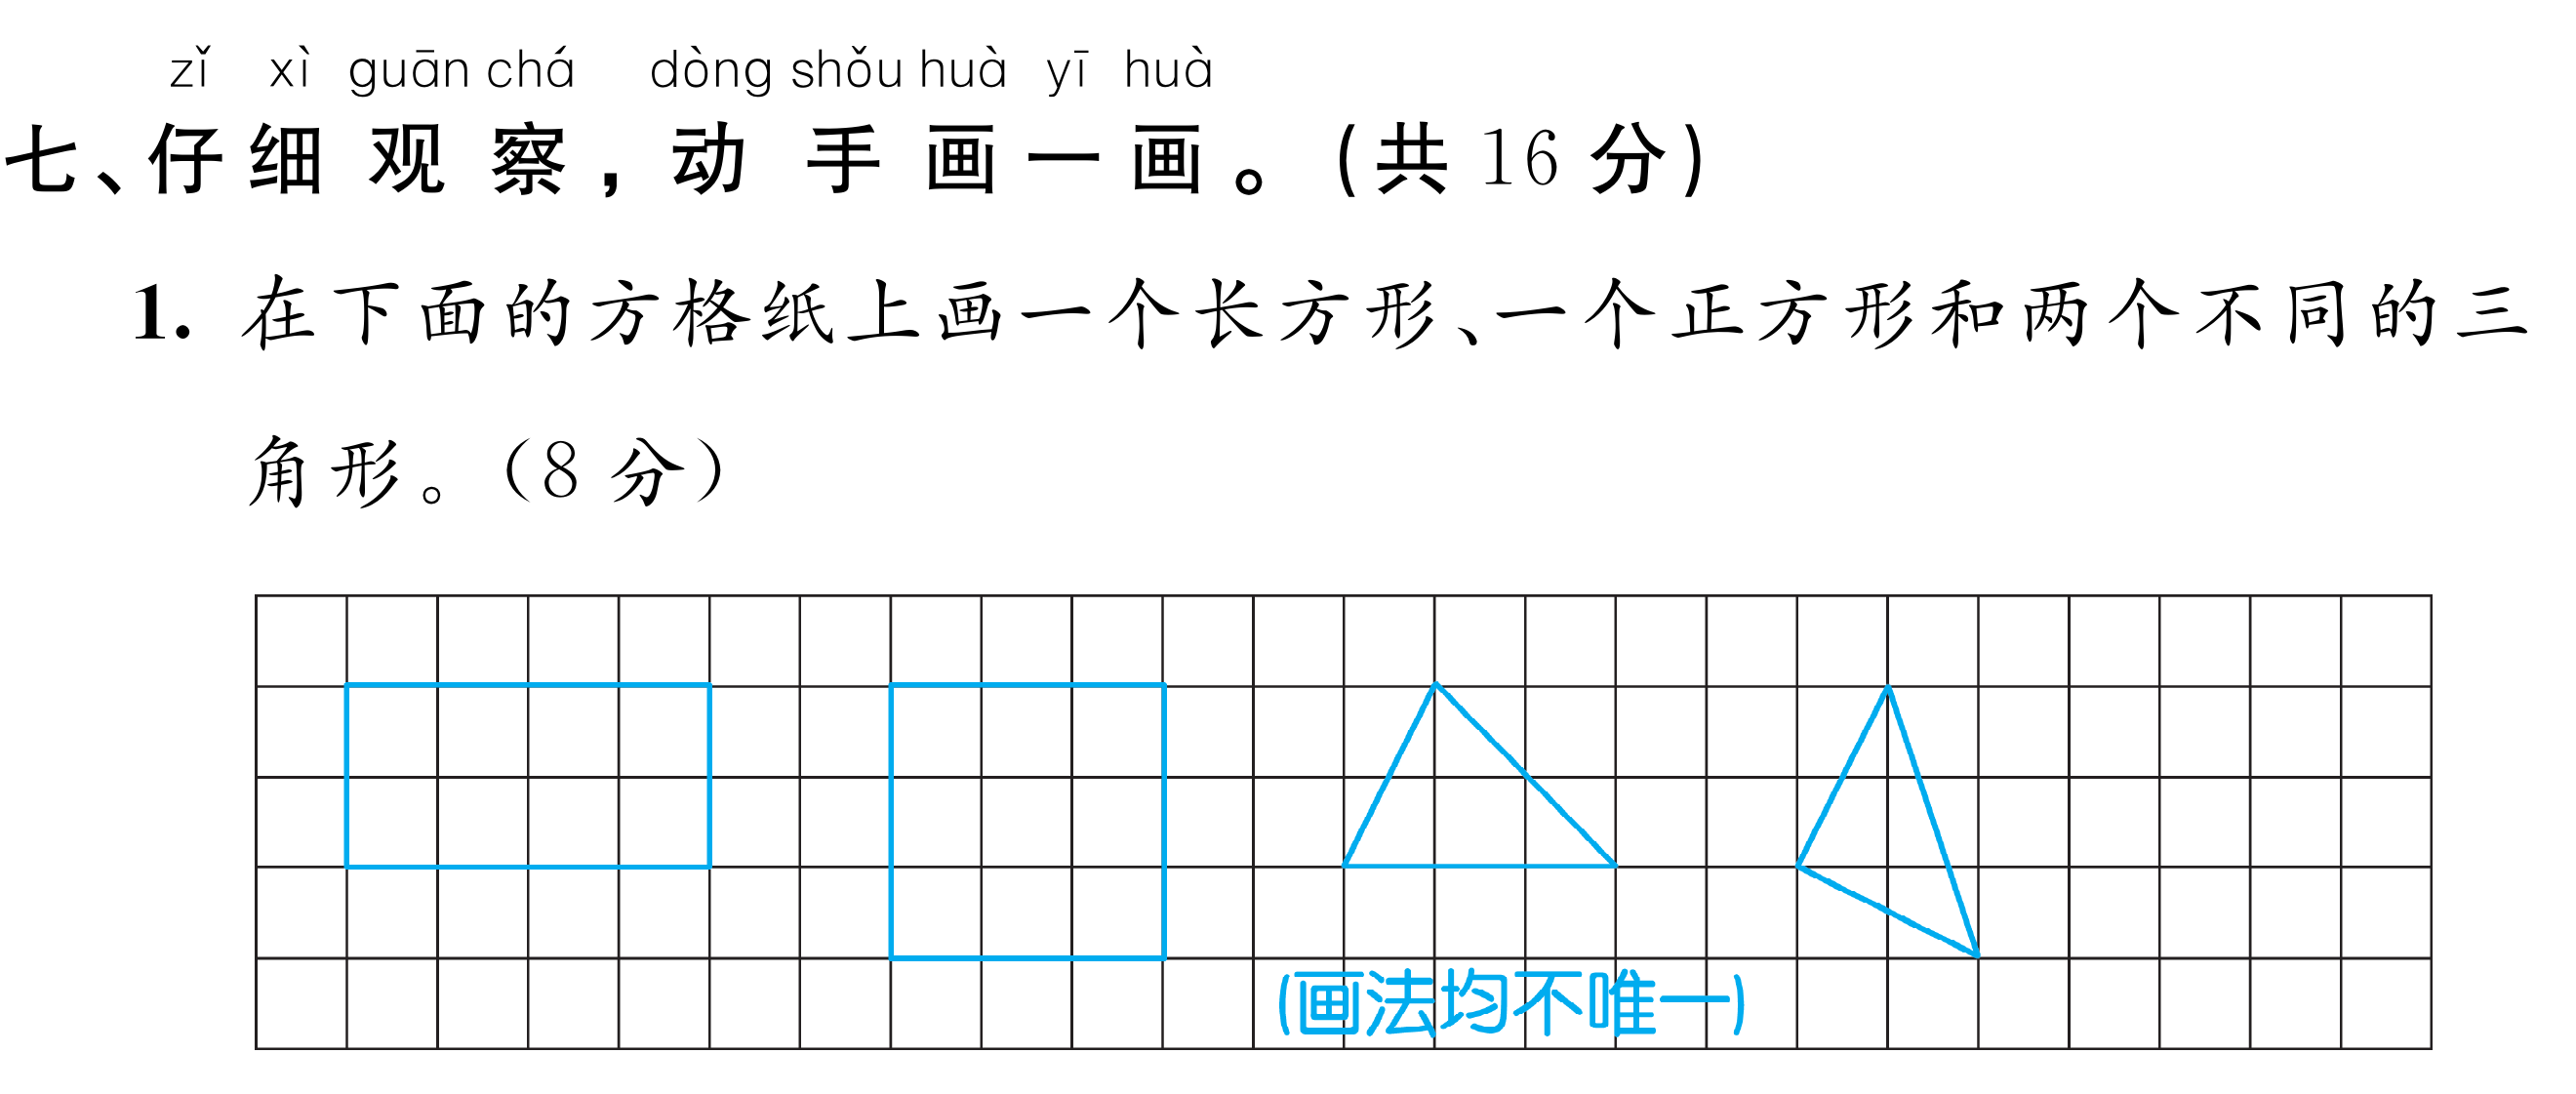 zǐ xì guān chá dòng shǒu huà yī huà
七、仔细观察,动手画一画。(共 16 分)
1. 在下面的方格纸上画一个长方形、一个正方形和两个不同的三
角形。(8 分)
(画法均不唯一)